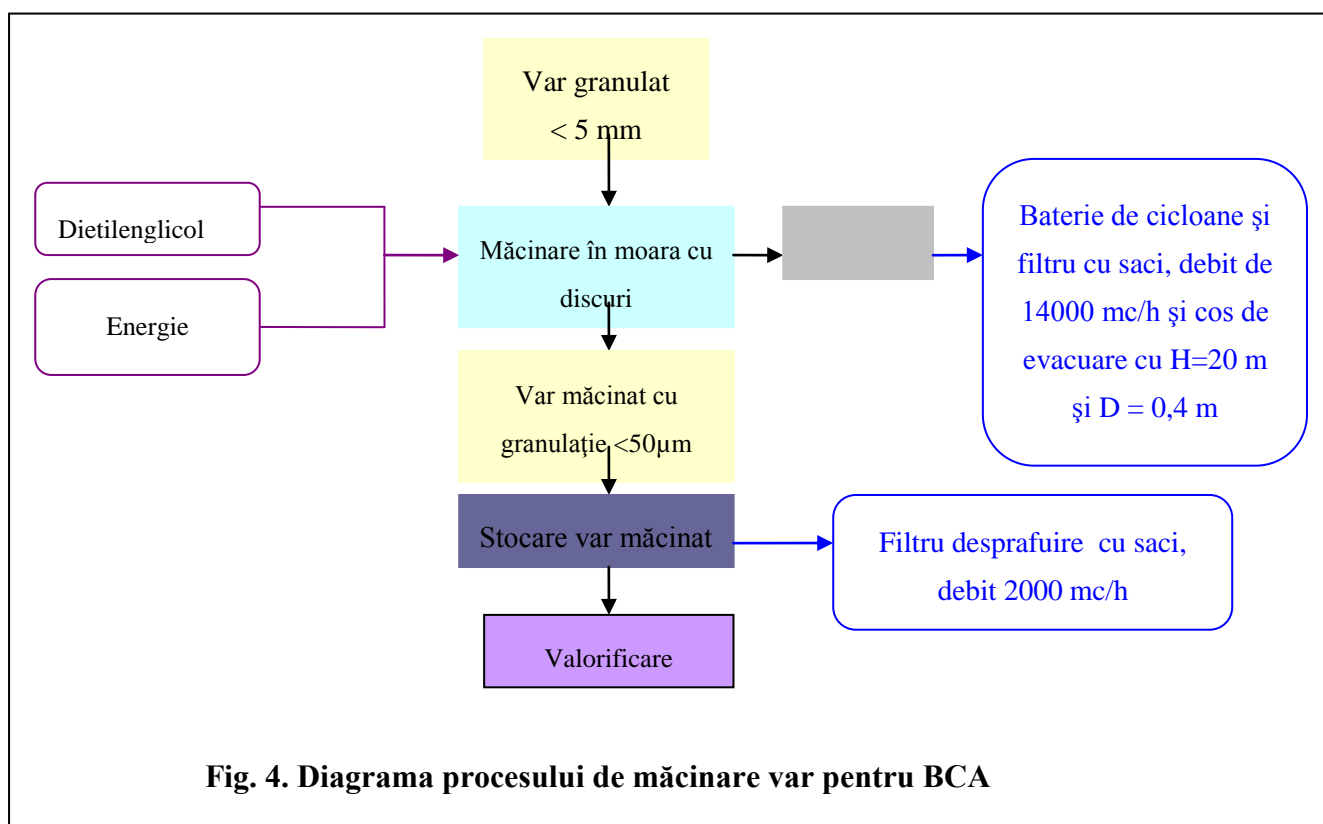 Var granulat
< 5 mm
Dietilenglicol
Energie
Măcinare în moara cu
discuri
Baterie de cicloane şi
filtru cu saci, debit de
14000 mc/h şi cos de
evacuare cu H=20 m
şi D = 0,4 m
Var măcinat cu
granulaţie <50µm
Stocare var măcinat
Filtru desprafuire  cu saci,
debit 2000 mc/h
Valorificare
Fig. 4. Diagrama procesului de măcinare var pentru BCA